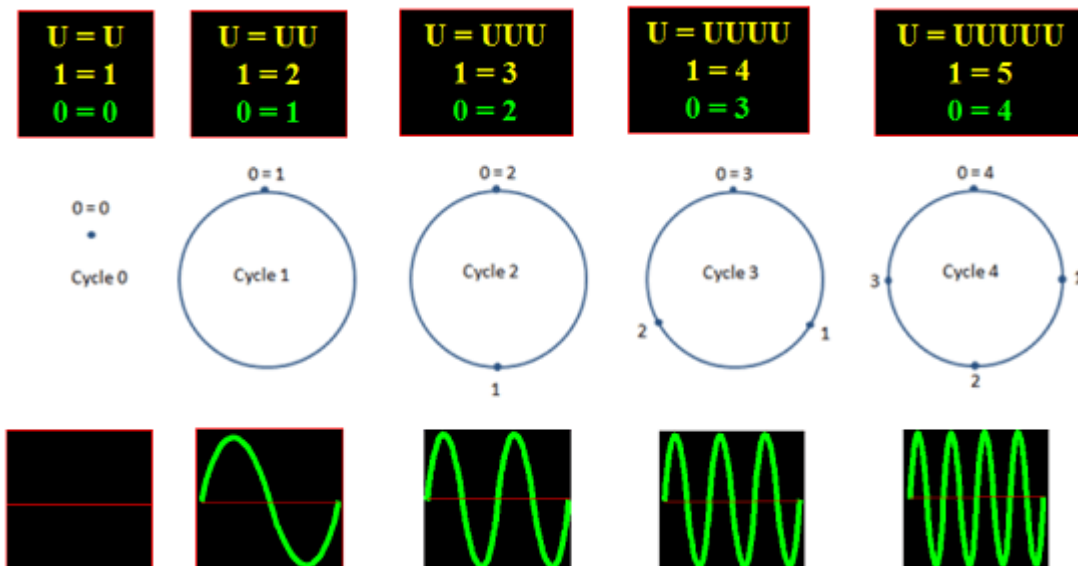 U = U
1 = 1
0 = 0
U = UU
1 = 2
0 = 1
U = UUU
1 = 3
0 = 2
U = UUUU
1 = 4
0 = 3
U = UUUUU
1 = 5
0 = 4
0 = 0
Cycle 0
0 = 1
Cycle 1
0 = 2
Cycle 2
1
0 = 3
Cycle 3
2
1
0 = 4
Cycle 4
3
2